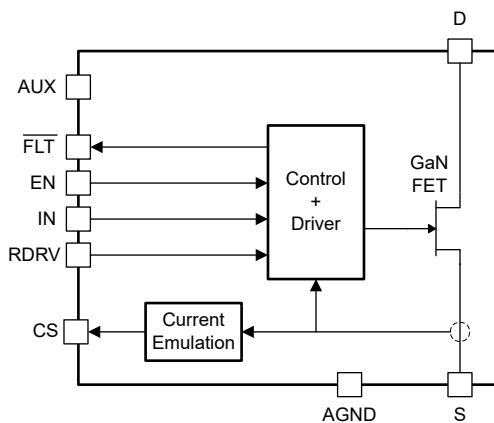 D
AUX
FLT
EN
IN
RDRV
CS
Control
+
Driver
GaN
FET
Current
Emulation
AGND
S